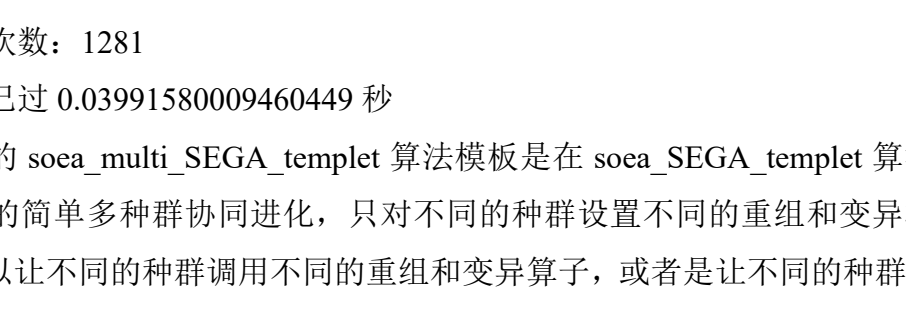 次数：1281
已过 0.03991580009460449 秒
的 soea_multi_SEGA_templet 算法模板是在 soea_SEGA_templet 算
的简单多种群协同进化，只对不同的种群设置不同的重组和变异
以让不同的种群调用不同的重组和变异算子，或者是让不同的种群